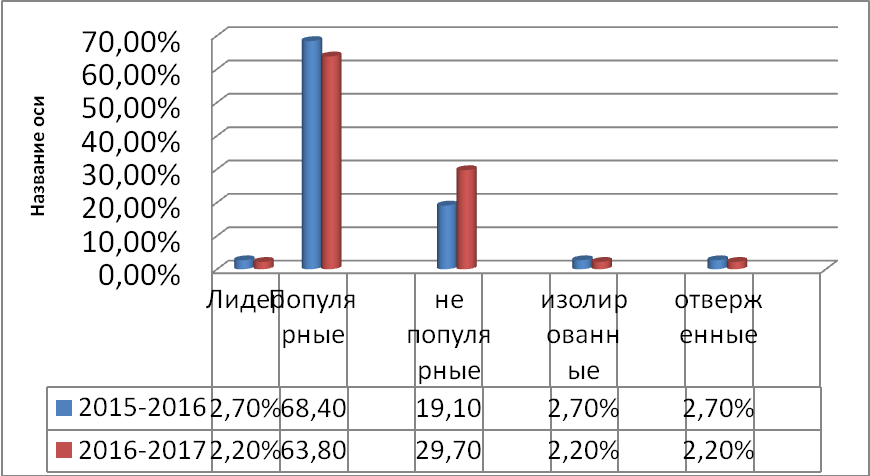 Название оси
70,00%
60,00%
50,00%
40,00%
30,00%
20,00%
10,00%
0,00%
Лидер Популя
рные
не
популя
рные
изолир
ованн
ые
отверж
енные
2015-2016 2,70% 68,40 19,10 2,70% 2,70%
2016-2017 2,20% 63,80 29,70 2,20% 2,20%